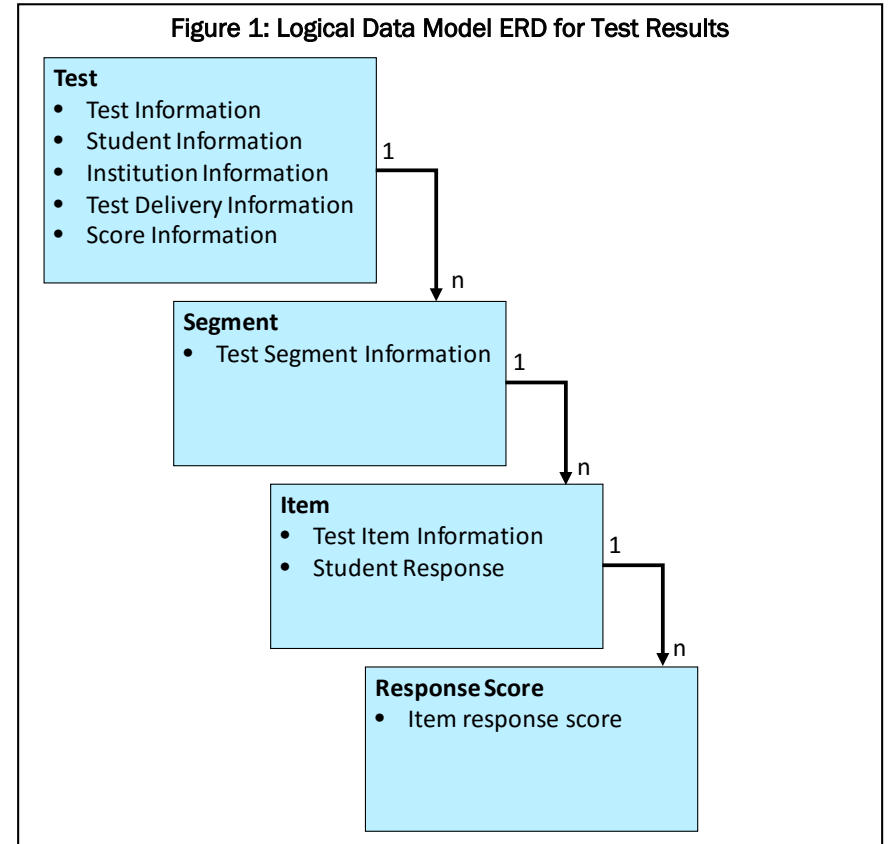 Figure 1: Logical Data Model ERD for Test Results
Test
• Test Information
• Student Information
• Institution Information
• Test Delivery Information
• Score Information
1
n
Segment
• Test Segment Information
1
n
Item
• Test Item Information
• Student Response
1
n
Response Score
• Item response score